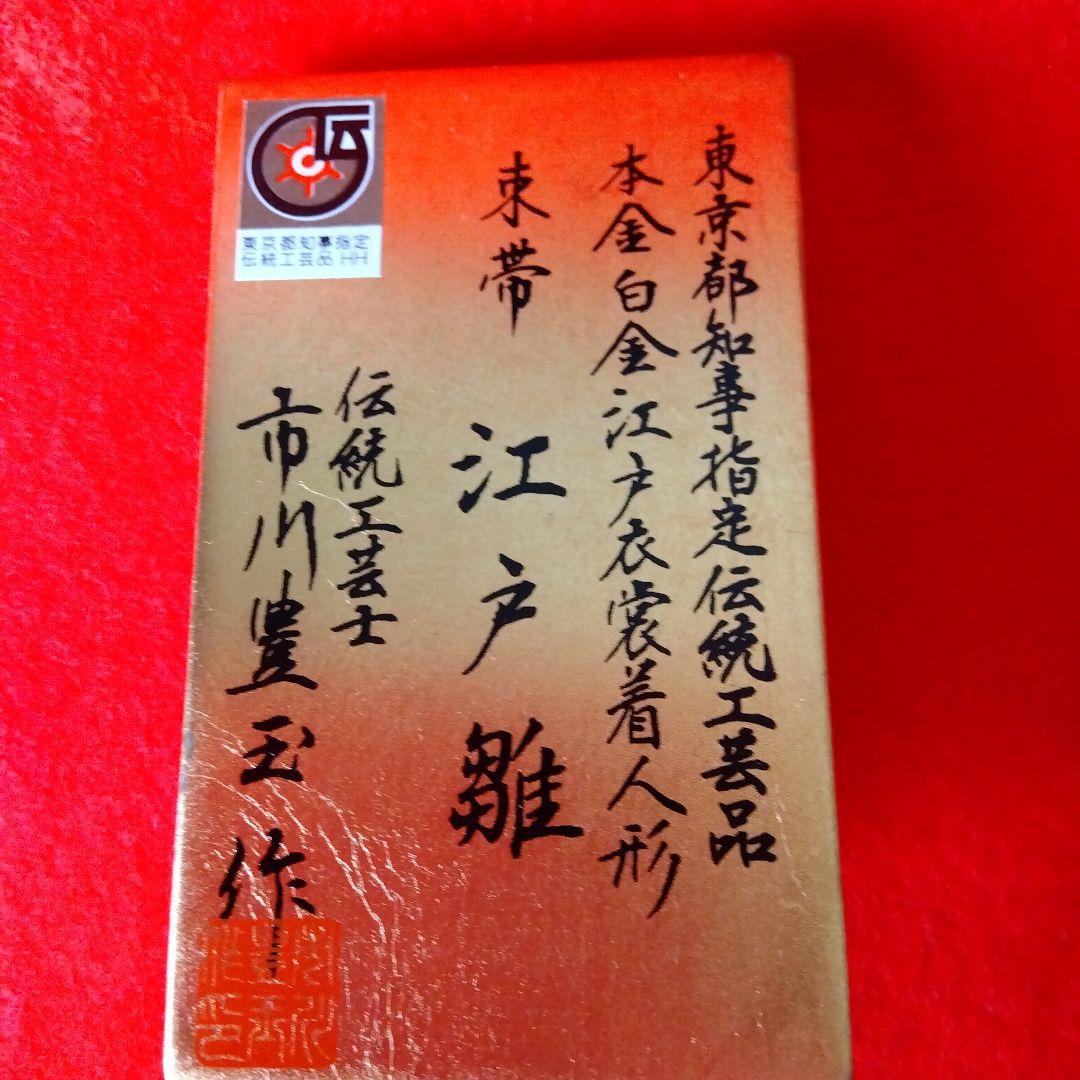 東京都知事指定伝統工芸品
本金白金江戸衣裳着人形
束帯
江戸雛
伝統工芸士
市川豊玉作
東京都知事指定
伝統工芸品 HH